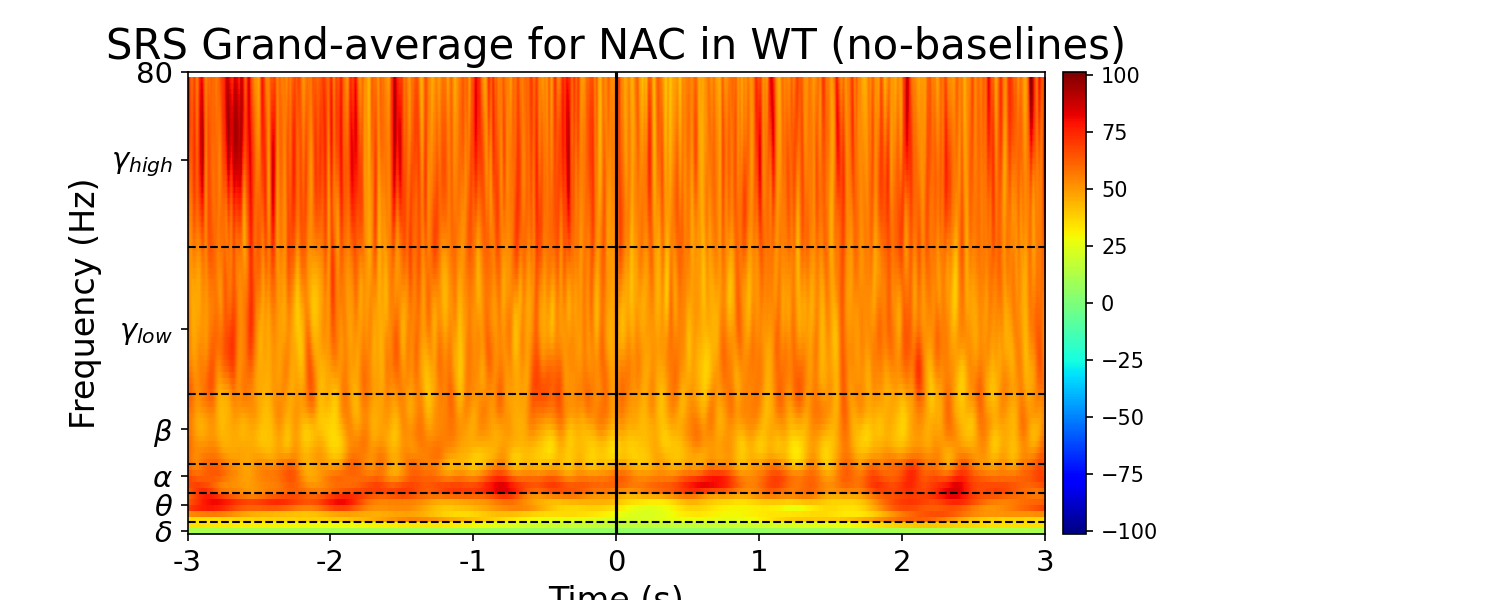 SRS Grand-average for NAC in WT (no-baselines)
80
γhigh
γlow
β
α
θ
δ
Frequency (Hz)
-3 -2 -1 0 1 2 3
Time (s)
100
75
50
25
0
−25
−50
−75
−100